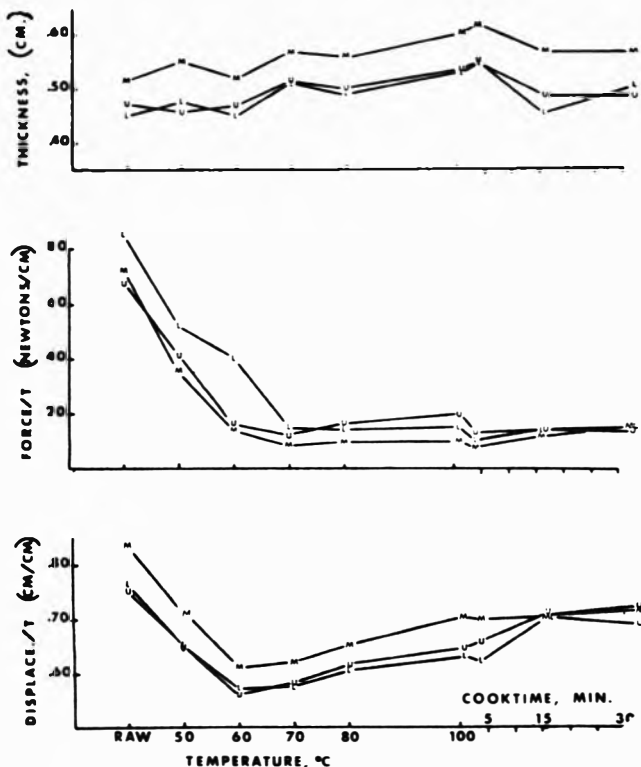 THICKNESS, (CM.)
.60
.50
.40
M M M M M M M M M
U U U U U U U U
L L L L L L L
FORCE/T (NEWTONS/CM)
80
60
40
20
L L L L L L L
M M M M M M M M M
U U U U U U U U
DISPLACE./T (CM/CM)
.80
.70
.60
M M M M M M M M
L L L L L L L
U U U U U U U U
COOKTIME, MIN.
5 15
RAW 50 60 70 80 100
TEMPERATURE, °C